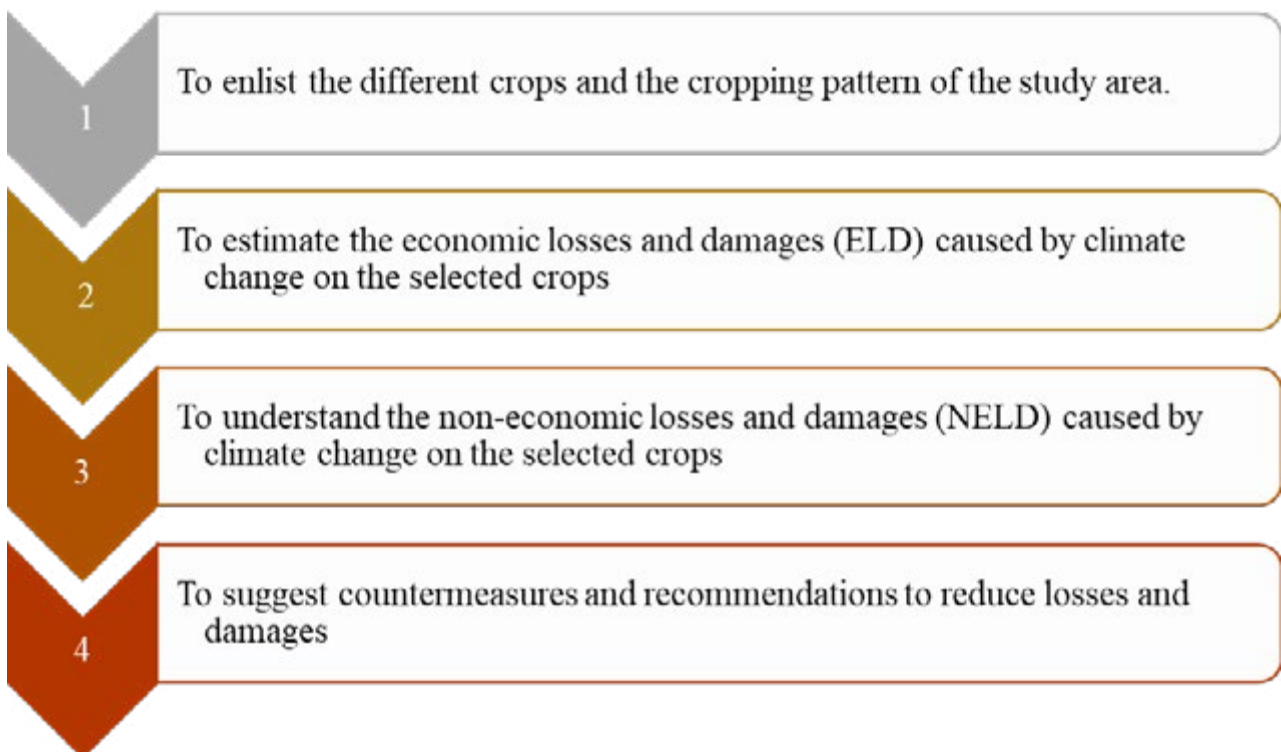 1
To enlist the different crops and the cropping pattern of the study area.
2
To estimate the economic losses and damages (ELD) caused by climate
change on the selected crops
3
To understand the non-economic losses and damages (NELD) caused by
climate change on the selected crops
4
To suggest countermeasures and recommendations to reduce losses and
damages